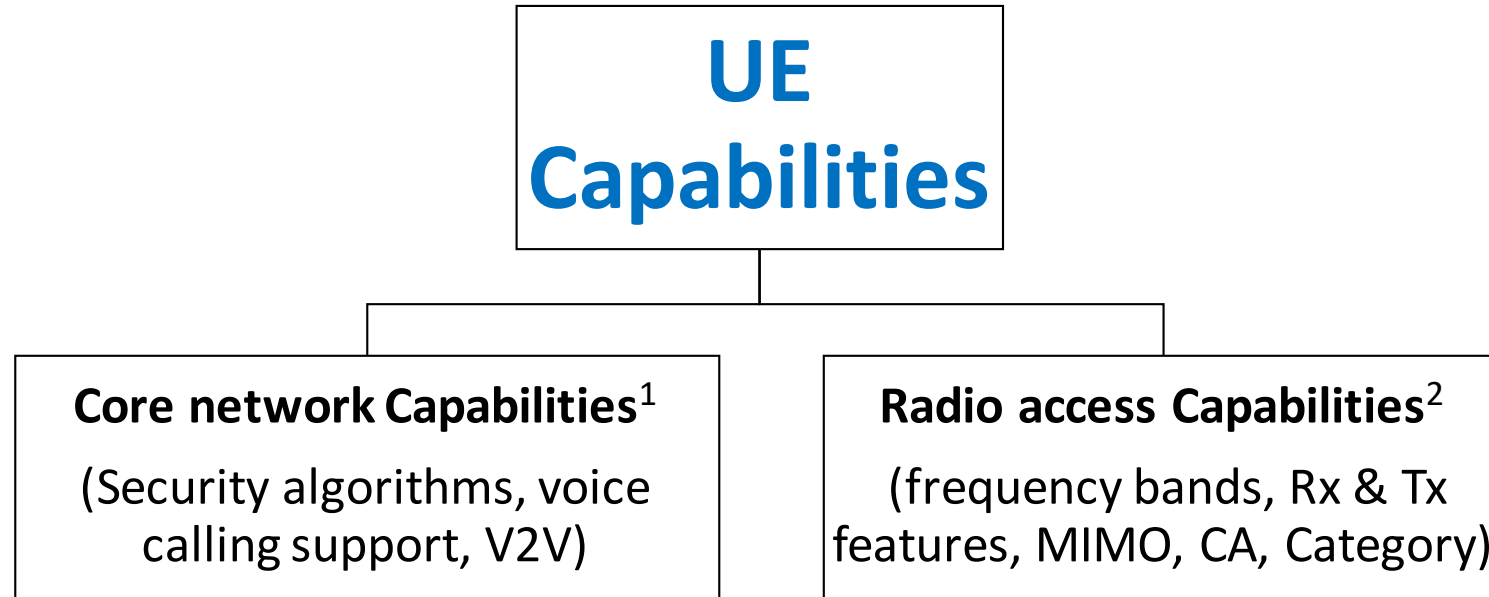 UE
Capabilities
Core network Capabilities¹
(Security algorithms, voice
calling support, V2V)
Radio access Capabilities²
(frequency bands, Rx & Tx
features, MIMO, CA, Category)